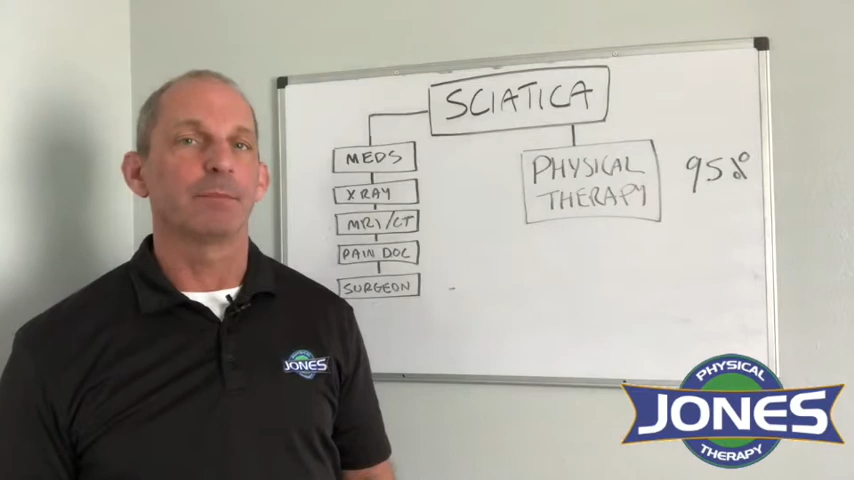 SCIATICA
MEDS
XRAY
MRI/CT
PAIN DOC
SURGEON
PHYSICAL
THERAPY
95%
JONES
PHYSICAL
JONES
THERAPY